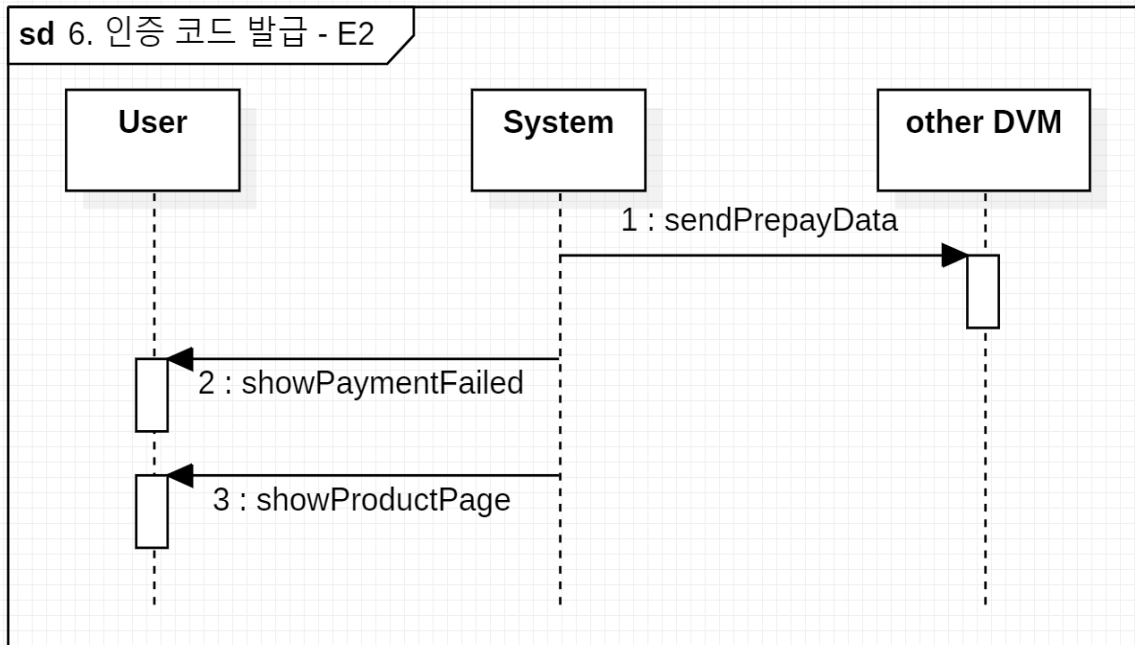 sd 6. 인증 코드 발급 - E2
User
System
other DVM
1 : sendPrepayData
2 : showPaymentFailed
3 : showProductPage